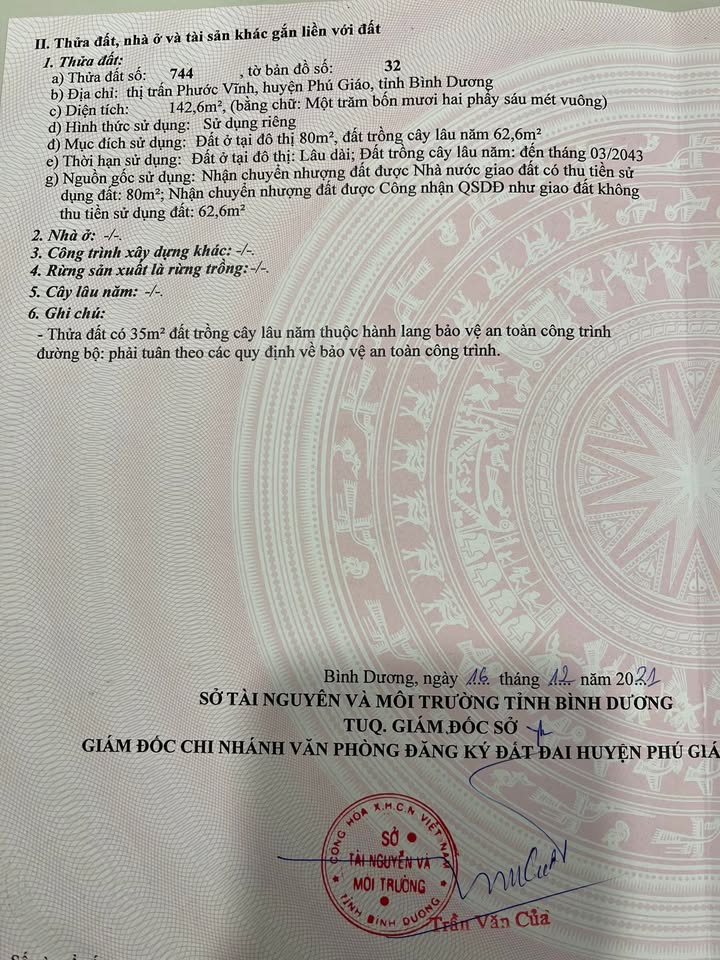 II. Thửa đất, nhà ở và tài sản khác gắn liền với đất
1. Thửa đất:
a) Thửa đất số: 744 , tờ bản đồ số: 32
b) Địa chỉ: thị trấn Phước Vĩnh, huyện Phú Giáo, tỉnh Bình Dương
c) Diện tích: 142,6m², (bằng chữ: Một trăm bốn mươi hai phẩy sáu mét vuông)
d) Hình thức sử dụng: Sử dụng riêng
đ) Mục đích sử dụng: Đất ở tại đô thị 80m², đất trồng cây lâu năm 62,6m²
e) Thời hạn sử dụng: Đất ở tại đô thị: Lâu dài; Đất trồng cây lâu năm: đến tháng 03/2043
g) Nguồn gốc sử dụng: Nhận chuyển nhượng đất được Nhà nước giao đất có thu tiền sử
dụng đất: 80m²; Nhận chuyển nhượng đất được Công nhận QSDĐ như giao đất không
thu tiền sử dụng đất: 62,6m²
2. Nhà ở: -/-.
3. Công trình xây dựng khác: -/-.
4. Rừng sản xuất là rừng trồng: -/-.
5. Cây lâu năm: -/-.
6. Ghi chú:
- Thửa đất có 35m² đất trồng cây lâu năm thuộc hành lang bảo vệ an toàn công trình
đường bộ: phải tuân theo các quy định về bảo vệ an toàn công trình.
Bình Dương, ngày 16 tháng 12 năm 2021
SỞ TÀI NGUYÊN VÀ MÔI TRƯỜNG TỈNH BÌNH DƯƠNG
TUQ. GIÁM ĐỐC SỞ
GIÁM ĐỐC CHI NHÁNH VĂN PHÒNG ĐĂNG KÝ ĐẤT ĐAI HUYỆN PHÚ GIÁ
CỘNG HÒA X.H.C.N VIỆT NAM
SỞ
TÀI NGUYÊN VÀ
MÔI TRƯỜNG
TỈNH BÌNH DƯƠNG
Trần Văn Của